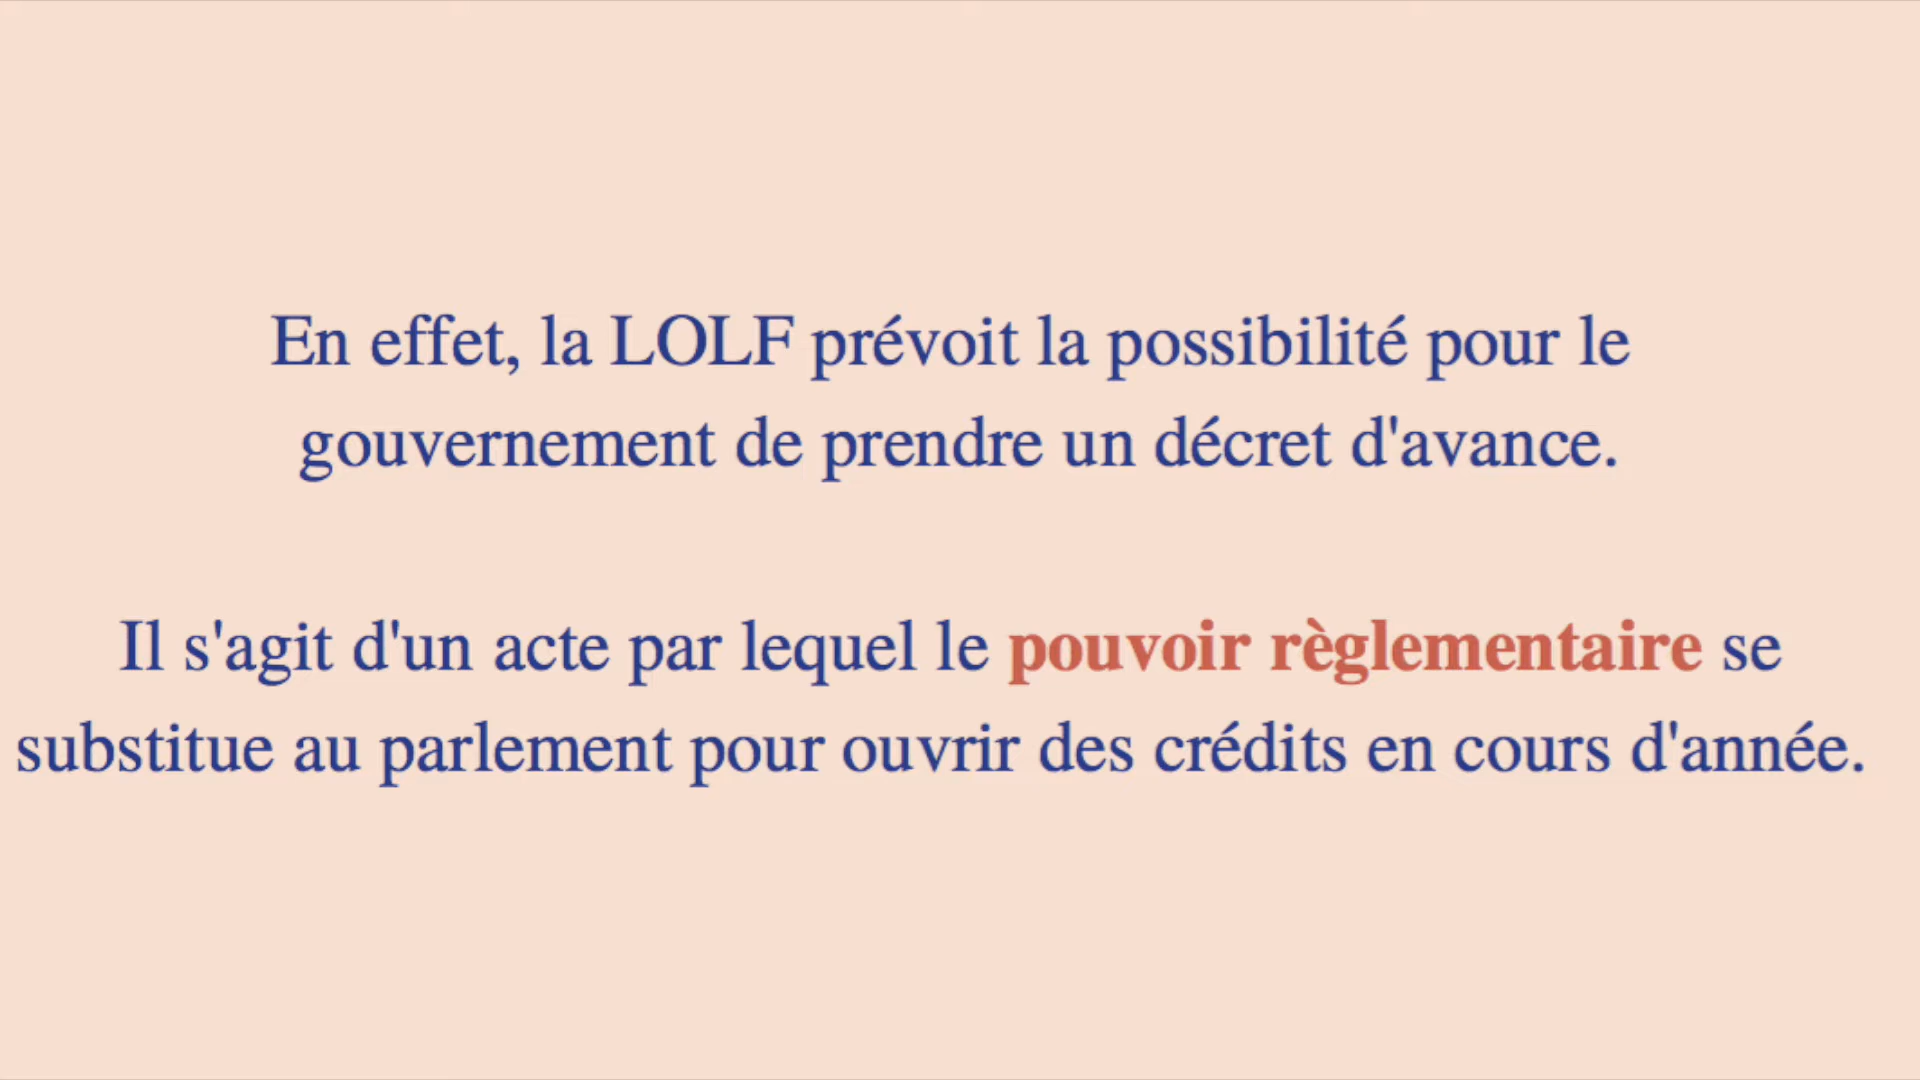 En effet, la LOLF prévoit la possibilité pour le
gouvernement de prendre un décret d'avance.
Il s'agit d'un acte par lequel le pouvoir règlementaire se
substitue au parlement pour ouvrir des crédits en cours d'année.